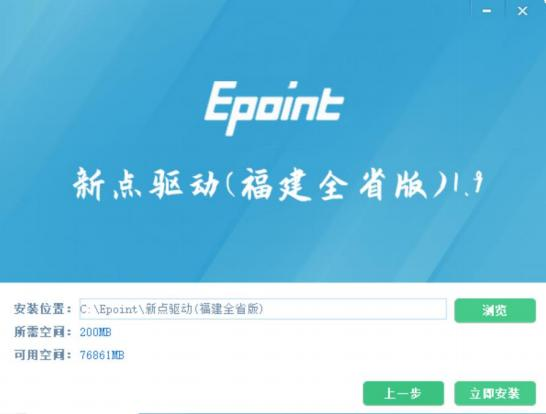 Epoint
新点驱动(福建全省版)1.9
安装位置: C:\Epoint\新点驱动(福建全省版) 浏览
所需空间: 200MB
可用空间: 76861MB
上一步 立即安装